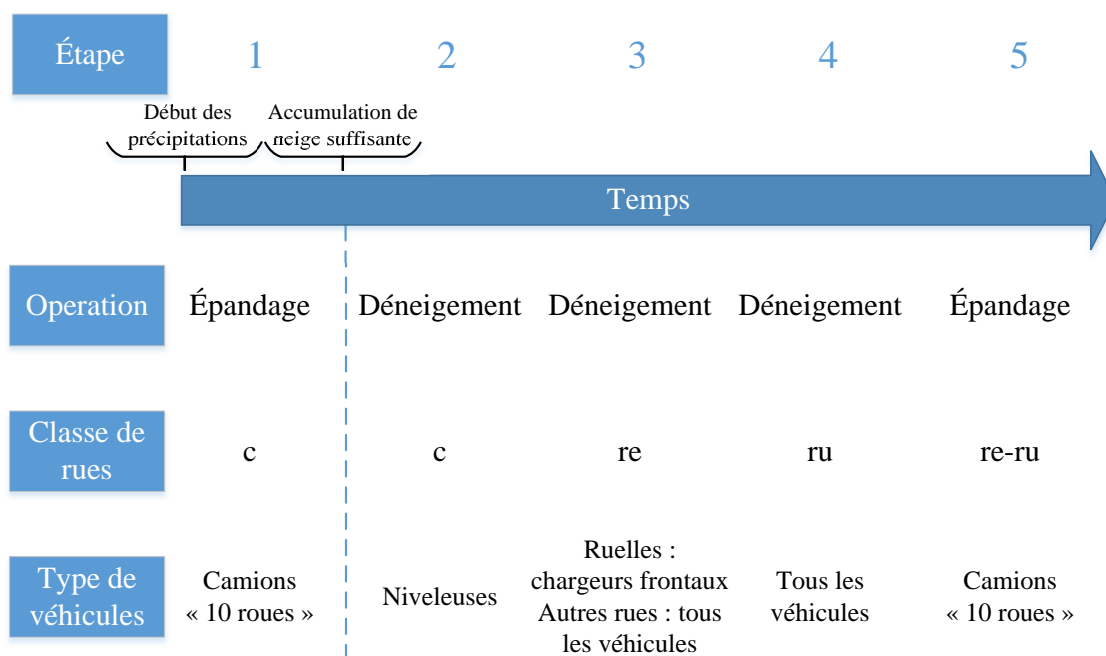 Étape 1 2 3 4 5
Début des
précipitations
Accumulation de
neige suffisante
Temps
Operation Épandage Déneigement Déneigement Déneigement Épandage
Classe de
rues
c c re ru re-ru
Type de
véhicules
Camions
« 10 roues »
Niveleuses
Ruelles :
chargeurs frontaux
Autres rues : tous
les véhicules
Tous les
véhicules
Camions
« 10 roues »